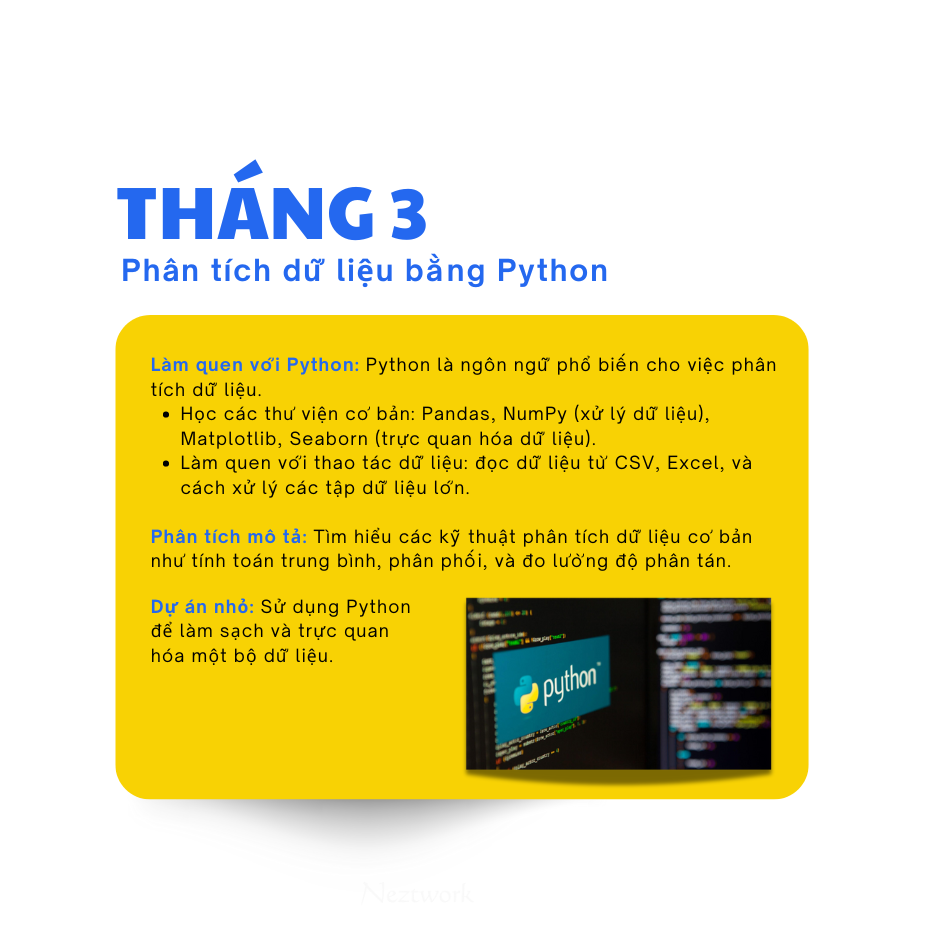 THÁNG 3
Phân tích dữ liệu bằng Python
Làm quen với Python: Python là ngôn ngữ phổ biến cho việc phân
tích dữ liệu.
• Học các thư viện cơ bản: Pandas, NumPy (xử lý dữ liệu),
Matplotlib, Seaborn (trực quan hóa dữ liệu).
• Làm quen với thao tác dữ liệu: đọc dữ liệu từ CSV, Excel, và
cách xử lý các tập dữ liệu lớn.
Phân tích mô tả: Tìm hiểu các kỹ thuật phân tích dữ liệu cơ bản
như tính toán trung bình, phân phối, và đo lường độ phân tán.
Dự án nhỏ: Sử dụng Python
để làm sạch và trực quan
hóa một bộ dữ liệu.
python™
Neztwork